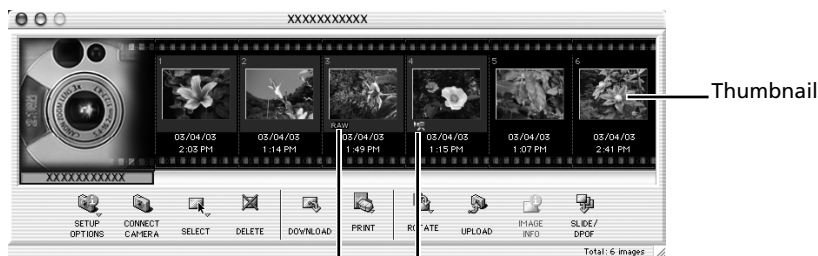 XXXXXXXXXXX
1 2 3 4 5 6
RAW
03/04/03 03/04/03 03/04/03 03/04/03 03/04/03 03/04/03
2:03 PM 1:14 PM 1:49 PM 1:15 PM 1:07 PM 2:41 PM
Thumbnail
XXXXXXXXXXX
SETUP OPTIONS
CONNECT CAMERA
SELECT
DELETE
DOWNLOAD
PRINT
ROTATE
UPLOAD
IMAGE INFO
SLIDE/ DPOF
Total: 6 images